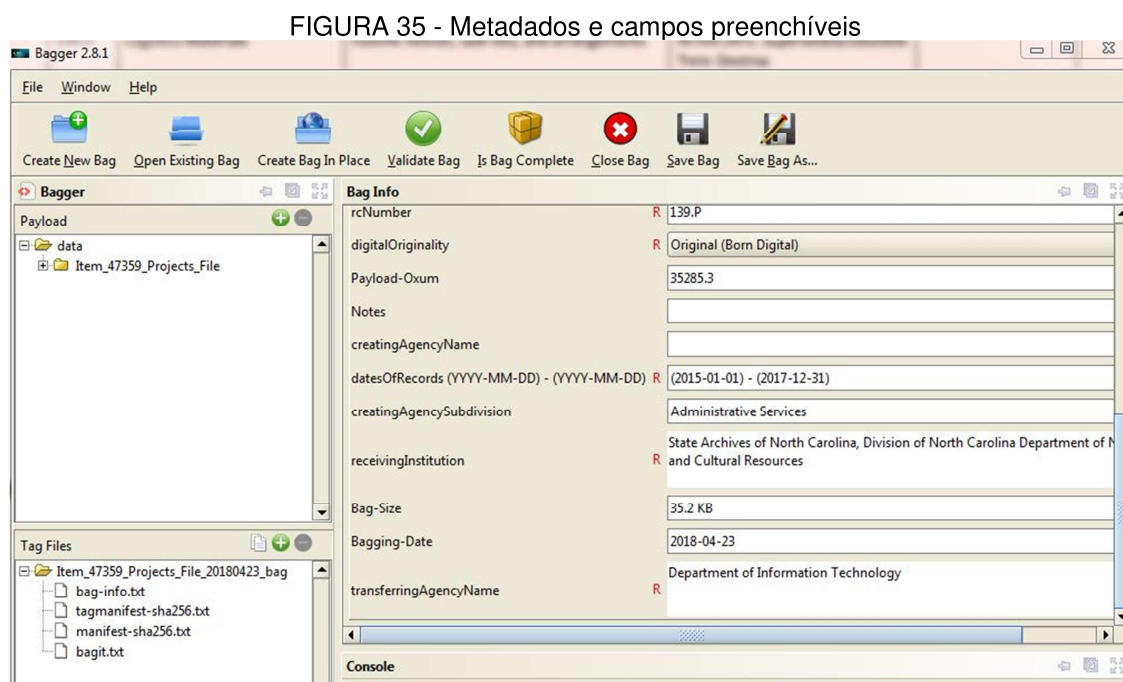 FIGURA 35 - Metadados e campos preenchíveis
Bagger 2.8.1
File Window Help
Create New Bag Open Existing Bag Create Bag In Place Validate Bag Is Bag Complete Close Bag Save Bag Save Bag As...
Bagger
Payload
data
Item_47359_Projects_File
Tag Files
Item_47359_Projects_File_20180423_bag
bag-info.txt
tagmanifest-sha256.txt
manifest-sha256.txt
bagit.txt
Bag Info
rcNumber R 139.P
digitalOriginality R Original (Born Digital)
Payload-Oxum 35285.3
Notes
creatingAgencyName
datesOfRecords (YYYY-MM-DD) - (YYYY-MM-DD) R (2015-01-01) - (2017-12-31)
creatingAgencySubdivision Administrative Services
State Archives of North Carolina, Division of North Carolina Department of
receivingInstitution R and Cultural Resources
Bag-Size 35.2 KB
Bagging-Date 2018-04-23
Department of Information Technology
transferringAgencyName R
Console